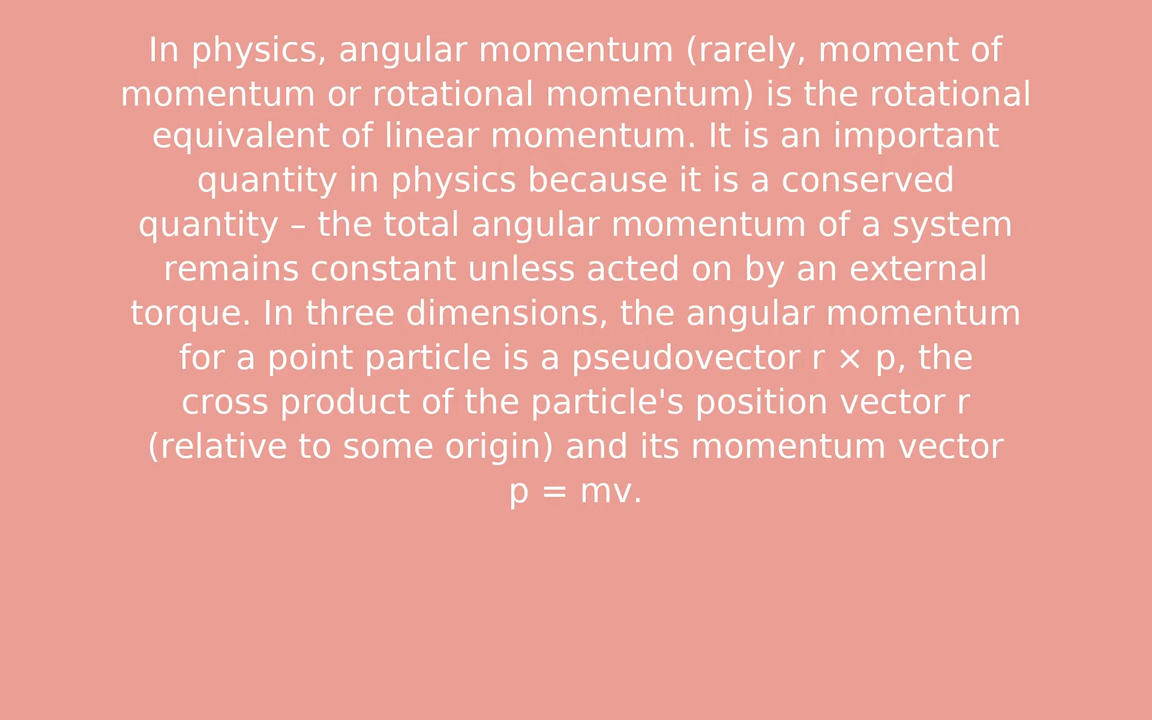 In physics, angular momentum (rarely, moment of
momentum or rotational momentum) is the rotational
equivalent of linear momentum. It is an important
quantity in physics because it is a conserved
quantity – the total angular momentum of a system
remains constant unless acted on by an external
torque. In three dimensions, the angular momentum
for a point particle is a pseudovector r × p, the
cross product of the particle's position vector r
(relative to some origin) and its momentum vector
p = mv.